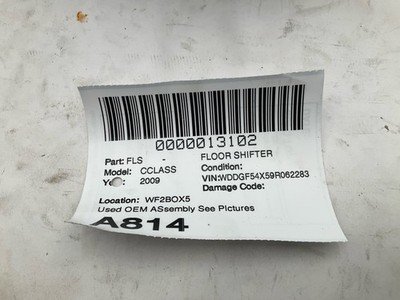 0000013102
Part: FLS - FLOOR SHIFTER
Model: CCLASS Condition:
2009 VIN:WDDGF54X59R062283
Damage Code:
Location: WF2BOX5
Used OEM ASsembly See Pictures
A814